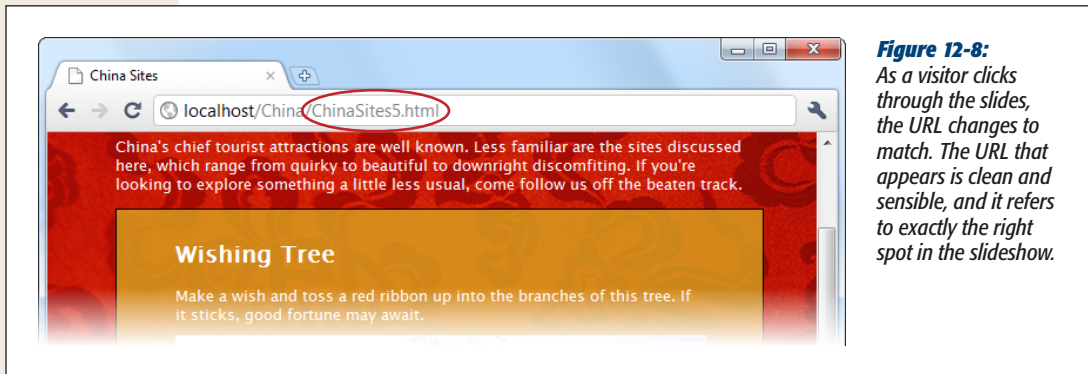 China Sites
localhost/China/ChinaSites5.html
China's chief tourist attractions are well known. Less familiar are the sites discussed
here, which range from quirky to beautiful to downright discomfiting. If you're
looking to explore something a little less usual, come follow us off the beaten track.
Wishing Tree
Make a wish and toss a red ribbon up into the branches of this tree. If
it sticks, good fortune may await.
Figure 12-8:
As a visitor clicks
through the slides,
the URL changes to
match. The URL that
appears is clean and
sensible, and it refers
to exactly the right
spot in the slideshow.